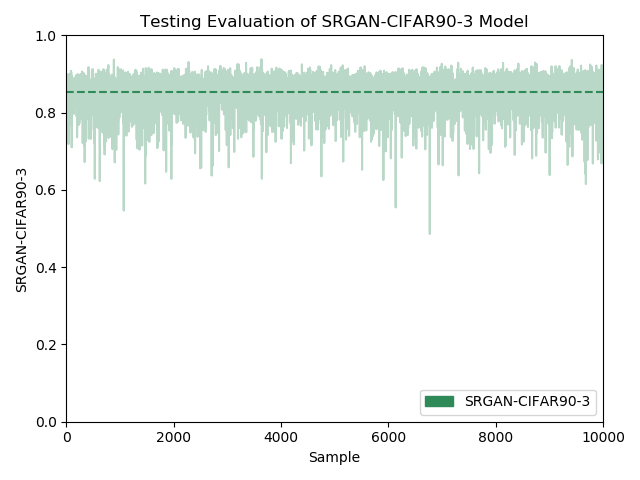 Testing Evaluation of SRGAN-CIFAR90-3 Model
1.0
0.8
0.6
0.4
0.2
0.0
SRGAN-CIFAR90-3
SRGAN-CIFAR90-3
0 2000 4000 6000 8000 10000
Sample